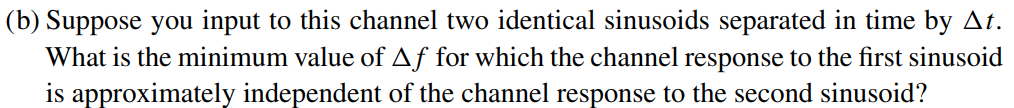 (b) Suppose you input to this channel two identical sinusoids separated in time by Δt.
What is the minimum value of Δf for which the channel response to the first sinusoid
is approximately independent of the channel response to the second sinusoid?